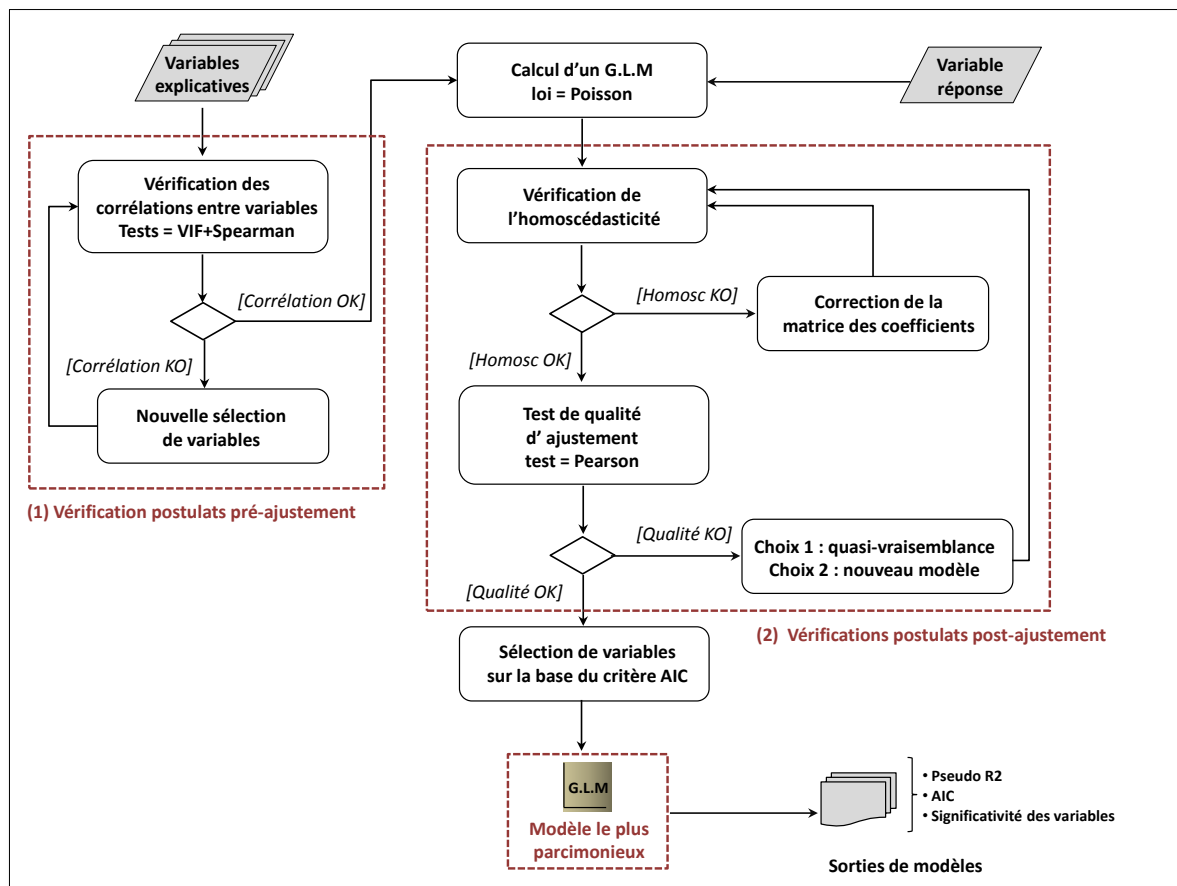 Variables
explicatives
Calcul d’un G.L.M
loi = Poisson
Variable
réponse
Vérification des
corrélations entre variables
Tests = VIF+Spearman
[Corrélation OK]
[Corrélation KO]
Nouvelle sélection
de variables
(1) Vérification postulats pré-ajustement
Vérification de
l’homoscédasticité
[Homosc KO]
Correction de la
matrice des coefficients
[Homosc OK]
Test de qualité
d’ ajustement
test = Pearson
[Qualité KO]
Choix 1 : quasi-vraisemblance
Choix 2 : nouveau modèle
[Qualité OK]
(2) Vérifications postulats post-ajustement
Sélection de variables
sur la base du critère AIC
G.L.M
Modèle le plus
parcimonieux
• Pseudo R2
• AIC
• Significativité des variables
Sorties de modèles